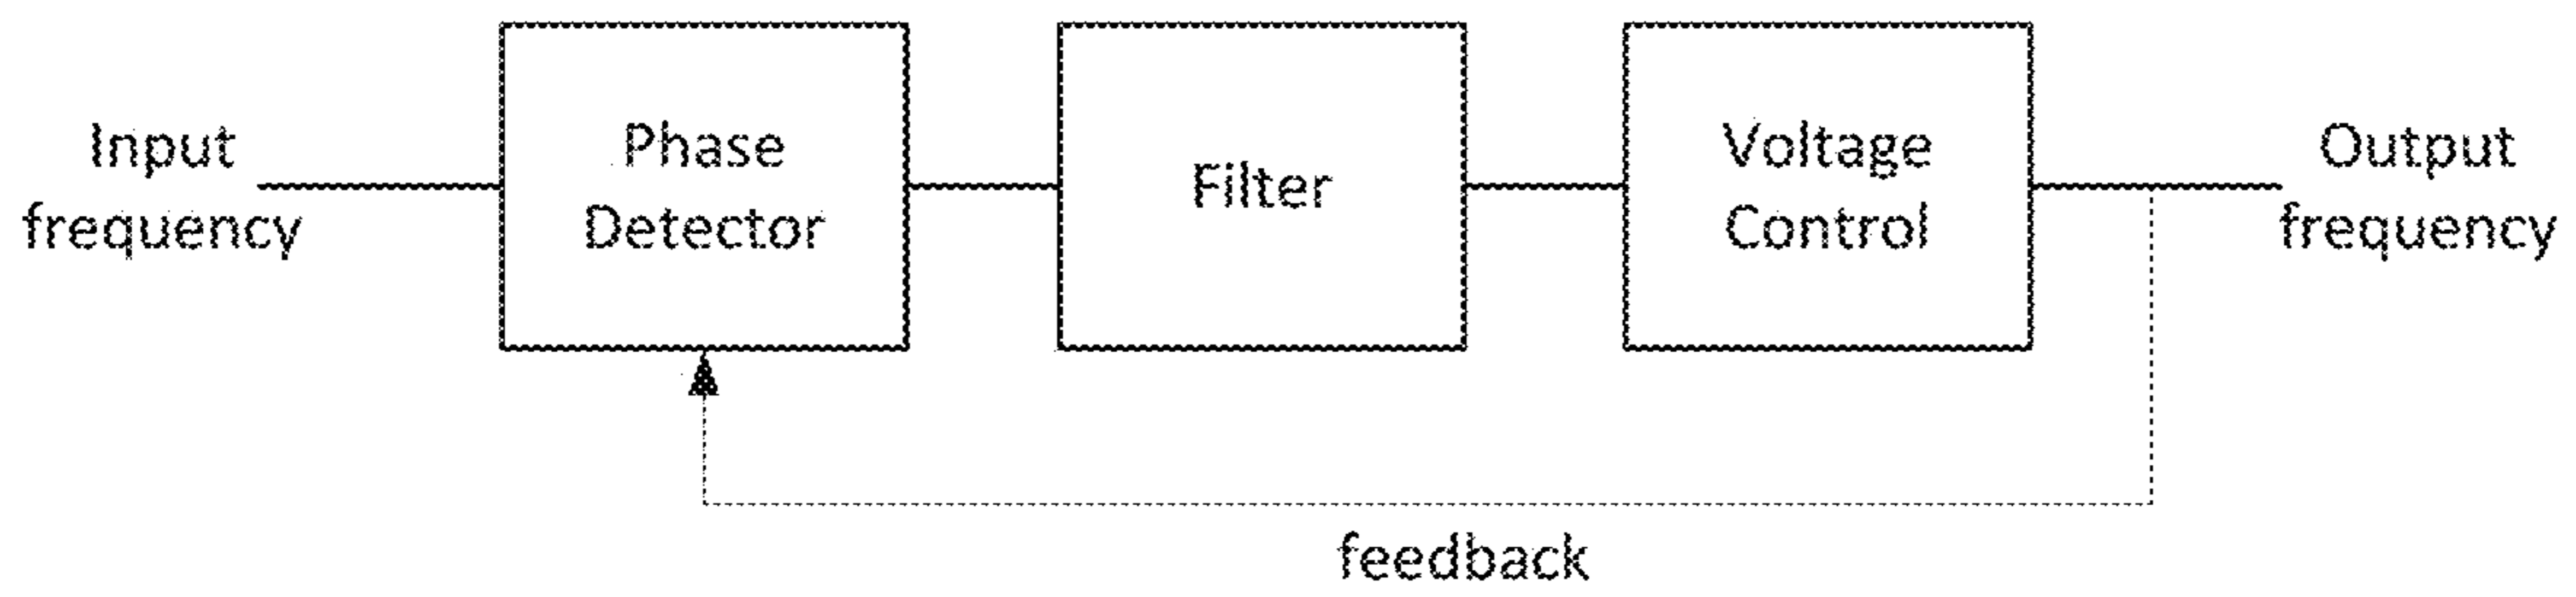 Input
frequency
Phase
Detector
Filter
Voltage
Control
Output
frequency
feedback